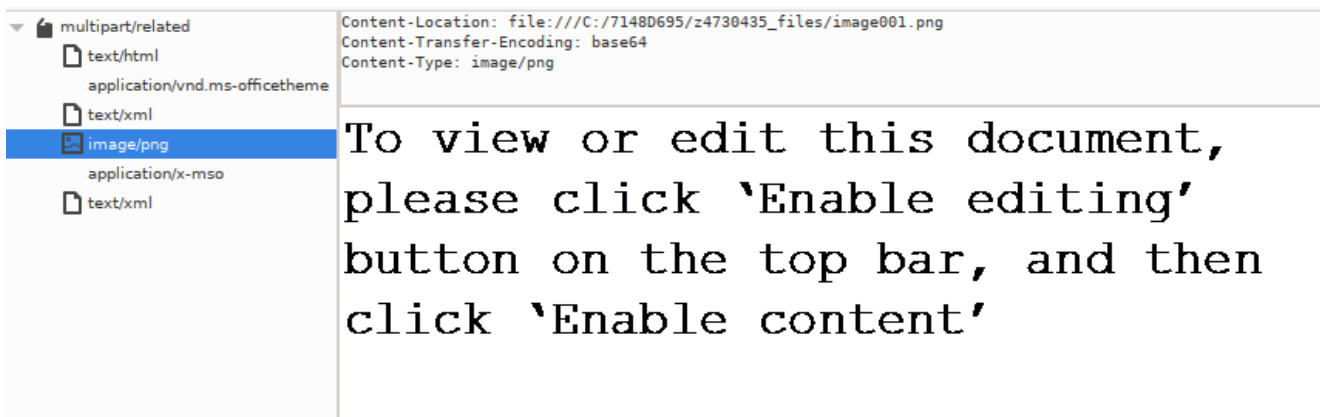 multipart/related
text/html
application/vnd.ms-officetheme
text/xml
image/png
application/x-mso
text/xml
Content-Location: file:///C:/7148D695/z4730435_files/image001.png
Content-Transfer-Encoding: base64
Content-Type: image/png
To view or edit this document,
please click ‛Enable editing’
button on the top bar, and then
click ‛Enable content’